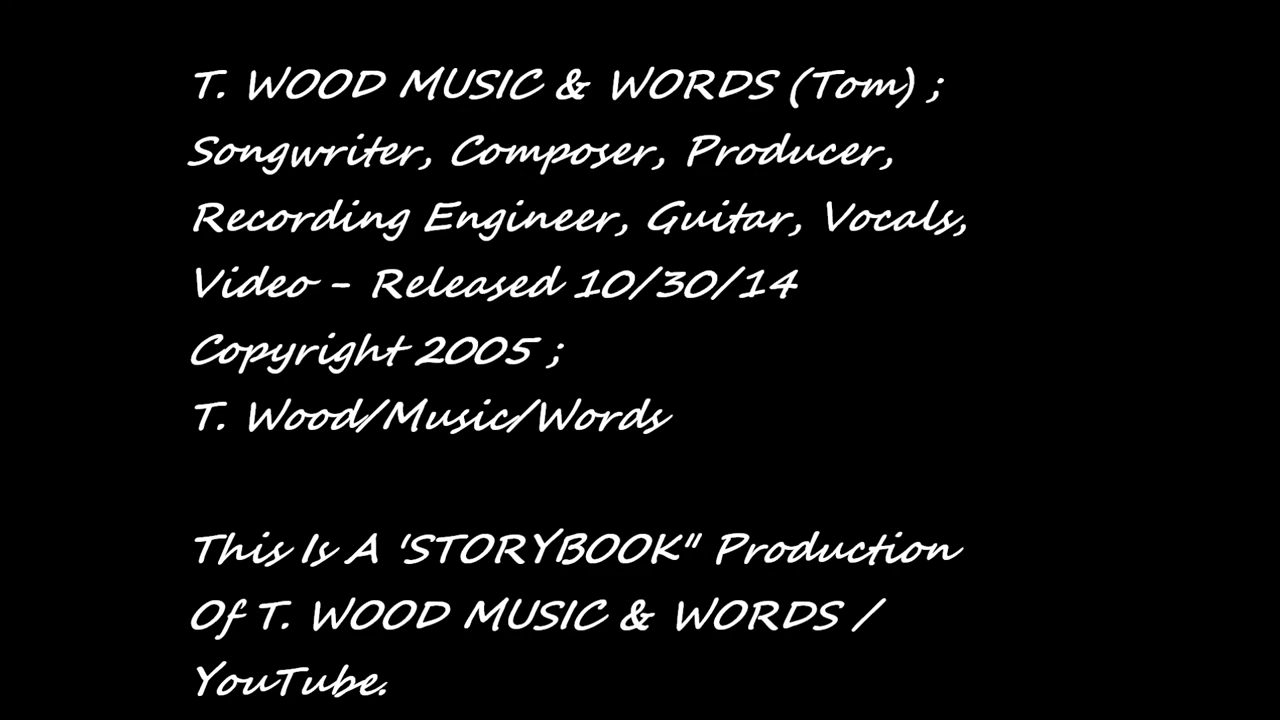 T. WOOD MUSIC & WORDS (Tom) ;
Songwriter, Composer, Producer,
Recording Engineer, Guitar, Vocals,
Video - Released 10/30/14
Copyright 2005 ;
T. Wood/Music/Words
This Is A 'STORYBOOK" Production
Of T. WOOD MUSIC & WORDS /
YouTube.